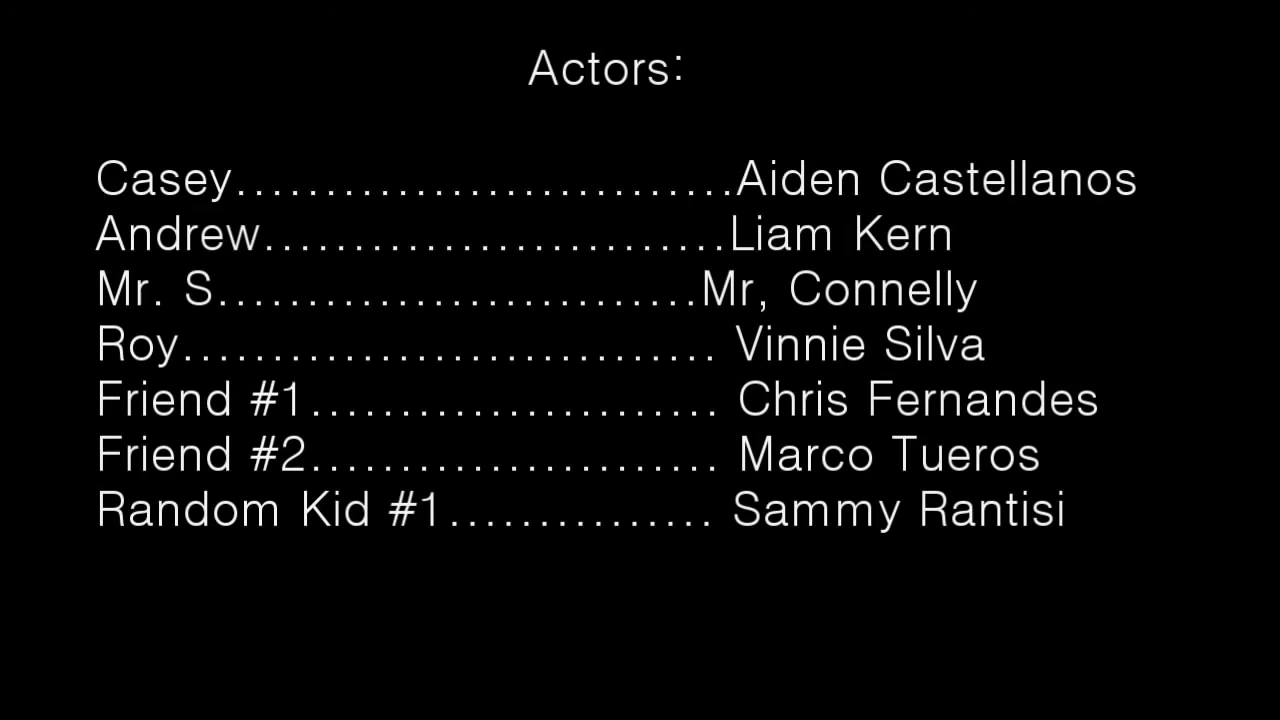 Actors:
Casey............................Aiden Castellanos
Andrew..........................Liam Kern
Mr. S...........................Mr, Connelly
Roy.............................. Vinnie Silva
Friend #1....................... Chris Fernandes
Friend #2....................... Marco Tueros
Random Kid #1............... Sammy Rantisi